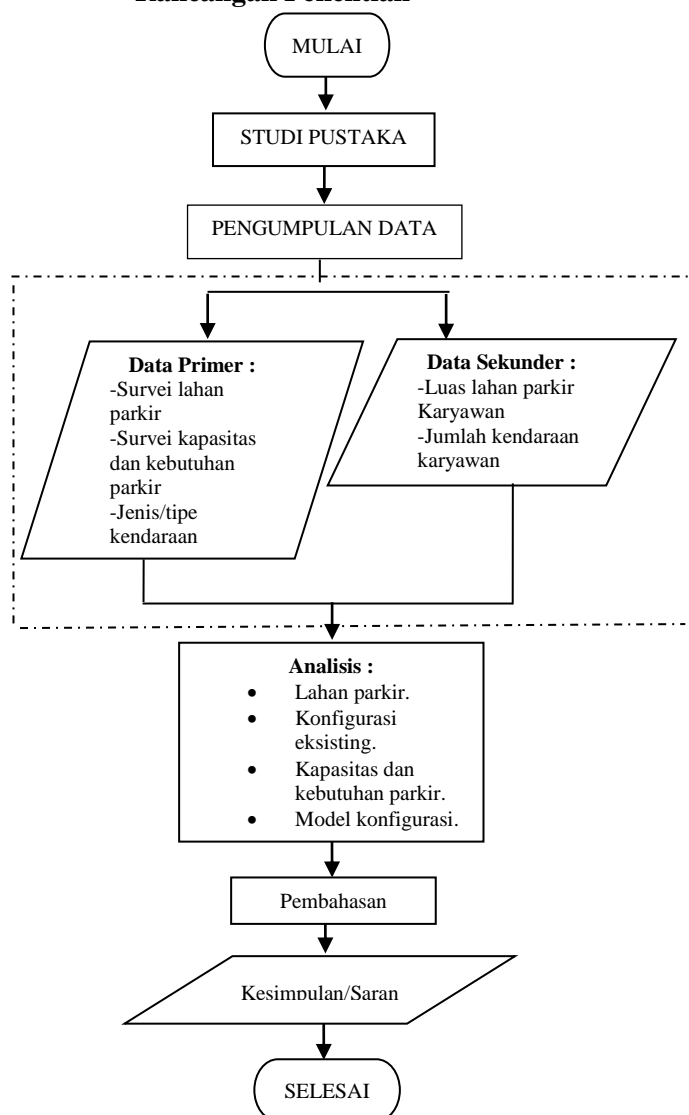 Rancangan Penelitian
MULAI
STUDI PUSTAKA
PENGUMPULAN DATA
Data Primer :
-Survei lahan
parkir
-Survei kapasitas
dan kebutuhan
parkir
-Jenis/tipe
kendaraan
Data Sekunder :
-Luas lahan parkir
Karyawan
-Jumlah kendaraan
karyawan
Analisis :
• Lahan parkir.
• Konfigurasi
eksisting.
• Kapasitas dan
kebutuhan parkir.
• Model konfigurasi.
Pembahasan
Kesimpulan/Saran
SELESAI